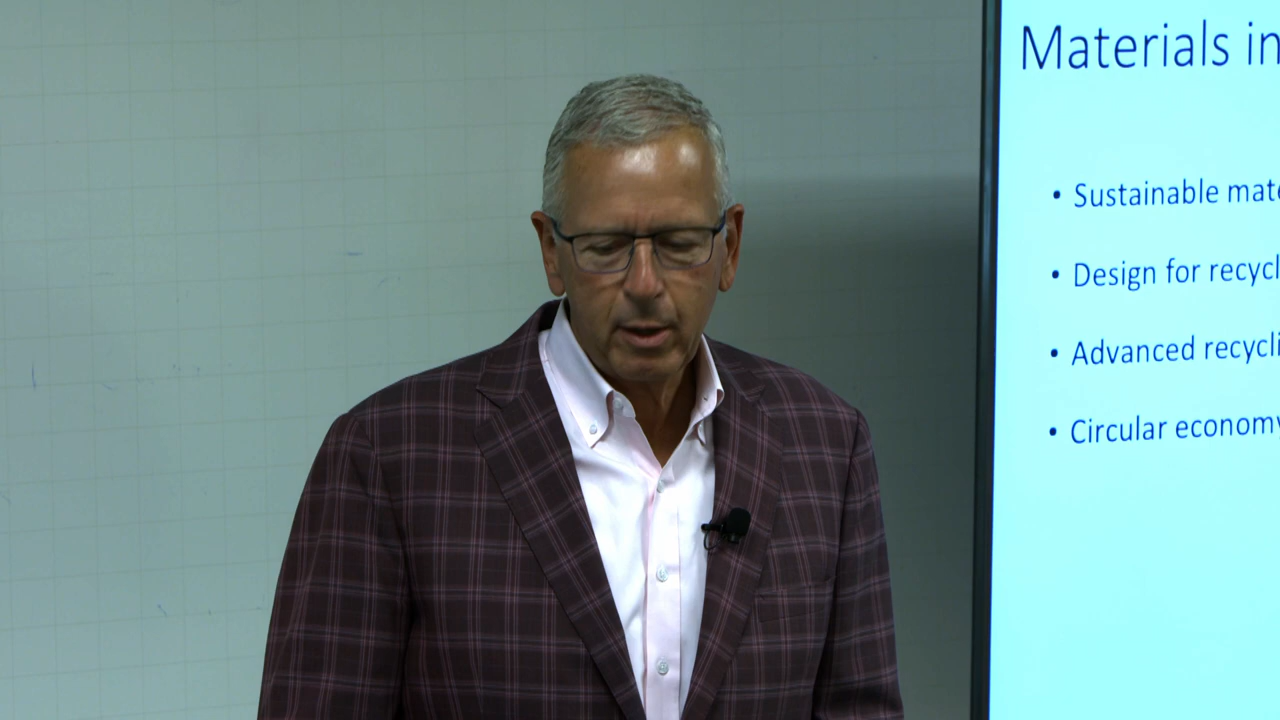 Materials in
• Sustainable mate
• Design for recycl
• Advanced recycli
• Circular economy